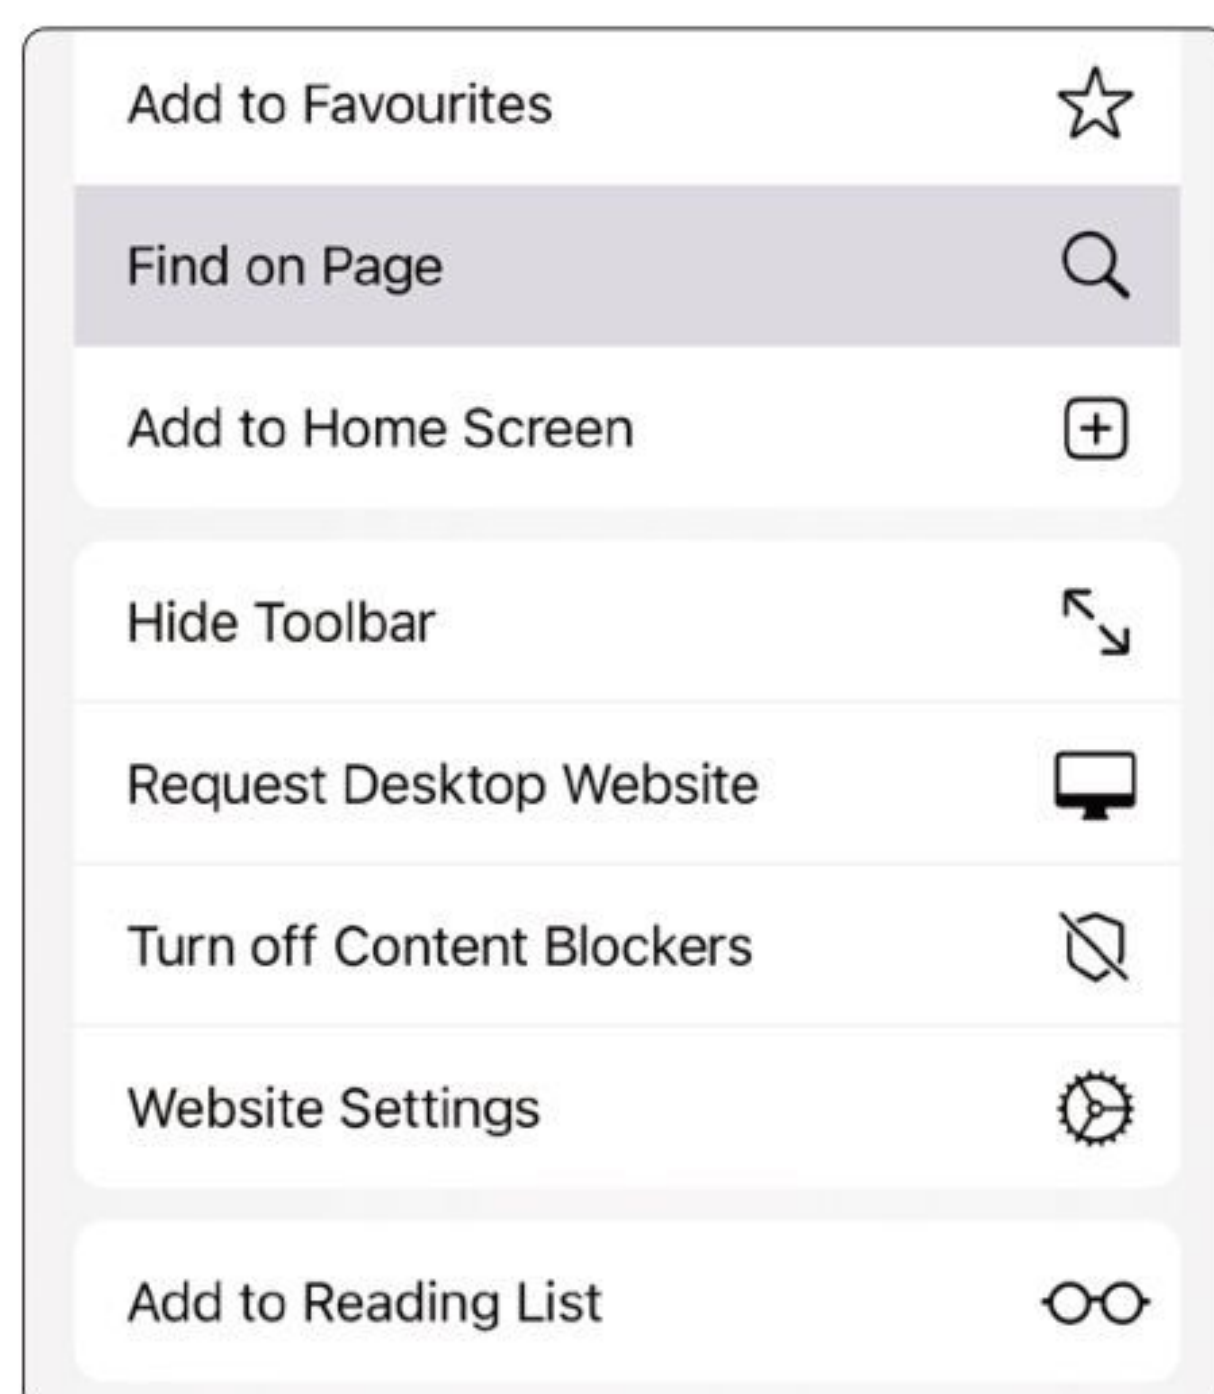 Add to Favourites
Find on Page
Add to Home Screen
Hide Toolbar
Request Desktop Website
Turn off Content Blockers
Website Settings
Add to Reading List